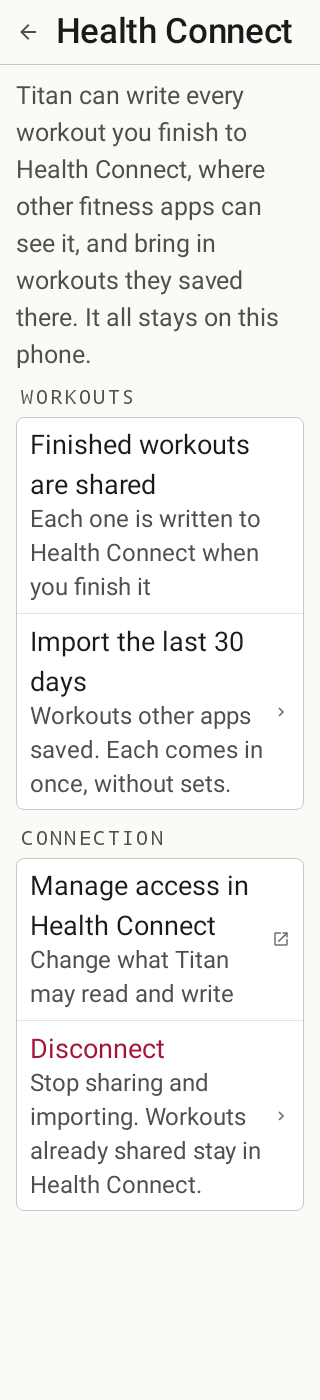 Health Connect
Titan can write every
workout you finish to
Health Connect, where
other fitness apps can
see it, and bring in
workouts they saved
there. It all stays on this
phone.
WORKOUTS
Finished workouts
are shared
Each one is written to
Health Connect when
you finish it
Import the last 30
days
Workouts other apps
saved. Each comes in
once, without sets.
CONNECTION
Manage access in
Health Connect
Change what Titan
may read and write
Disconnect
Stop sharing and
importing. Workouts
already shared stay in
Health Connect.